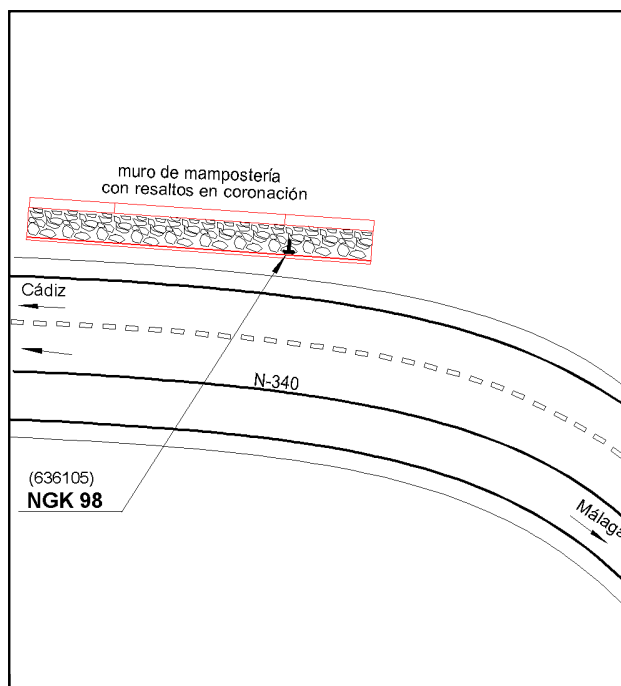 muro de mampostería
con resaltos en coronación
Cádiz
N-340
(636105)
NGK 98
Málaga